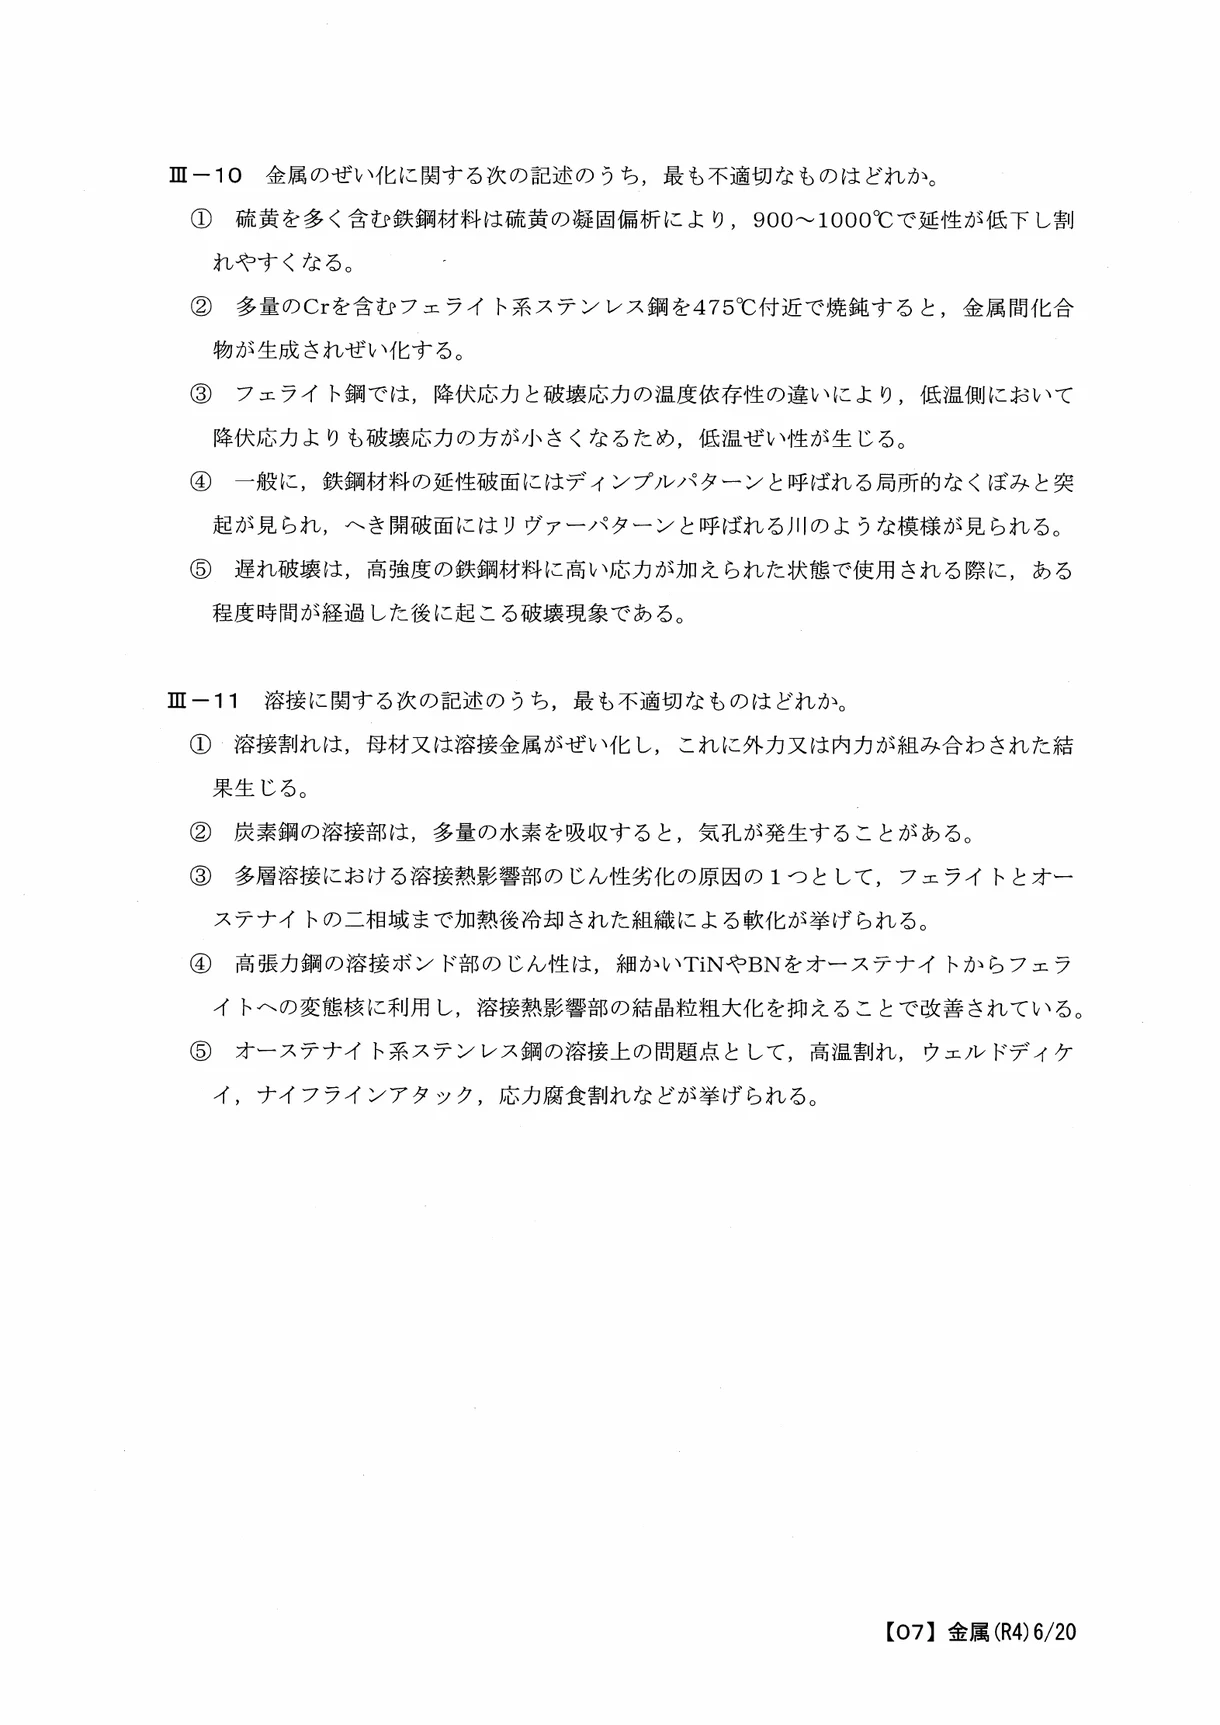 Ⅲ－10　金属のぜい化に関する次の記述のうち，最も不適切なものはどれか。
①　硫黄を多く含む鉄鋼材料は硫黄の凝固偏析により，900～1000℃で延性が低下し割
れやすくなる。
②　多量のCrを含むフェライト系ステンレス鋼を475℃付近で焼鈍すると，金属間化合
物が生成されぜい化する。
③　フェライト鋼では，降伏応力と破壊応力の温度依存性の違いにより，低温側において
降伏応力よりも破壊応力の方が小さくなるため，低温ぜい性が生じる。
④　一般に，鉄鋼材料の延性破面にはディンプルパターンと呼ばれる局所的なくぼみと突
起が見られ，へき開破面にはリヴァーパターンと呼ばれる川のような模様が見られる。
⑤　遅れ破壊は，高強度の鉄鋼材料に高い応力が加えられた状態で使用される際に，ある
程度時間が経過した後に起こる破壊現象である。
Ⅲ－11　溶接に関する次の記述のうち，最も不適切なものはどれか。
①　溶接割れは，母材又は溶接金属がぜい化し，これに外力又は内力が組み合わされた結
果生じる。
②　炭素鋼の溶接部は，多量の水素を吸収すると，気孔が発生することがある。
③　多層溶接における溶接熱影響部のじん性劣化の原因の１つとして，フェライトとオー
ステナイトの二相域まで加熱後冷却された組織による軟化が挙げられる。
④　高張力鋼の溶接ボンド部のじん性は，細かいTiNやBNをオーステナイトからフェラ
イトへの変態核に利用し，溶接熱影響部の結晶粒粗大化を抑えることで改善されている。
⑤　オーステナイト系ステンレス鋼の溶接上の問題点として，高温割れ，ウェルドディケ
イ，ナイフラインアタック，応力腐食割れなどが挙げられる。
【07】金属(R4)6/20